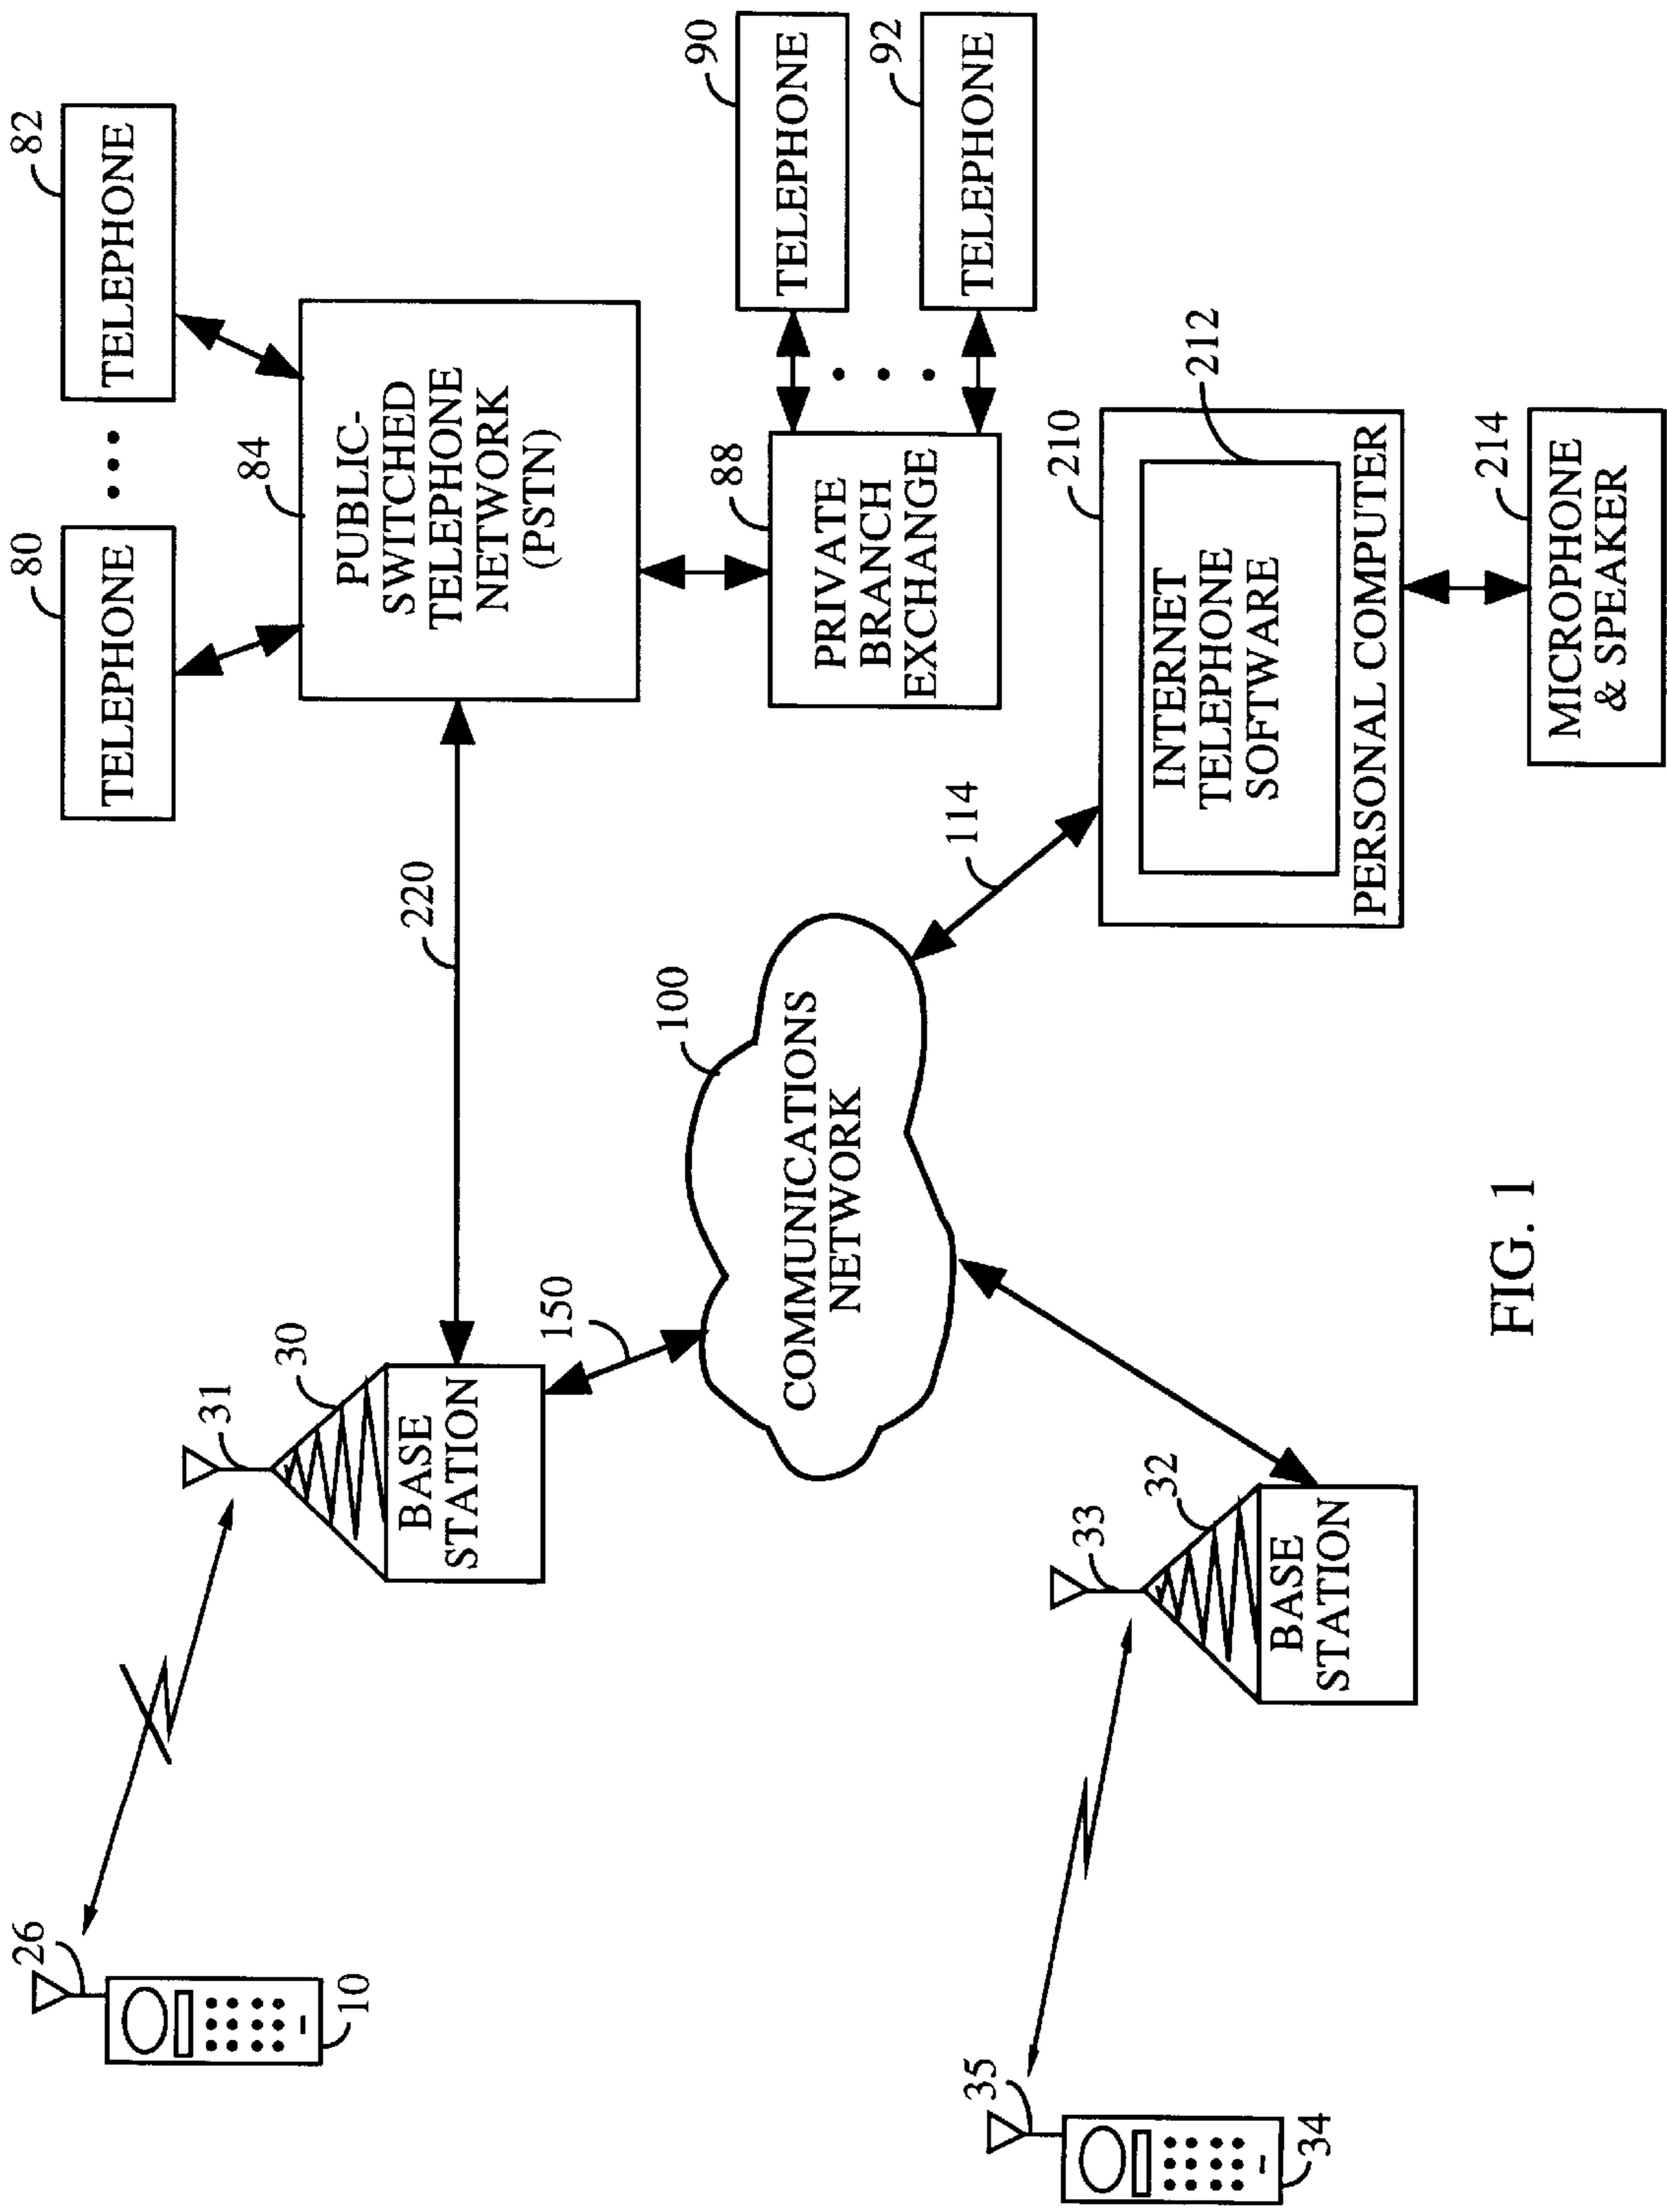 80
TELEPHONE
82
TELEPHONE
84
PUBLIC-
SWITCHED
TELEPHONE
NETWORK
(PSTN)
26
10
31
30
BASE
STATION
220
150
88
PRIVATE
BRANCH
EXCHANGE
90
TELEPHONE
92
TELEPHONE
100
COMMUNICATIONS
NETWORK
114
210
INTERNET
TELEPHONE
SOFTWARE
212
PERSONAL COMPUTER
214
MICROPHONE
& SPEAKER
35
34
33
32
BASE
STATION
FIG. 1